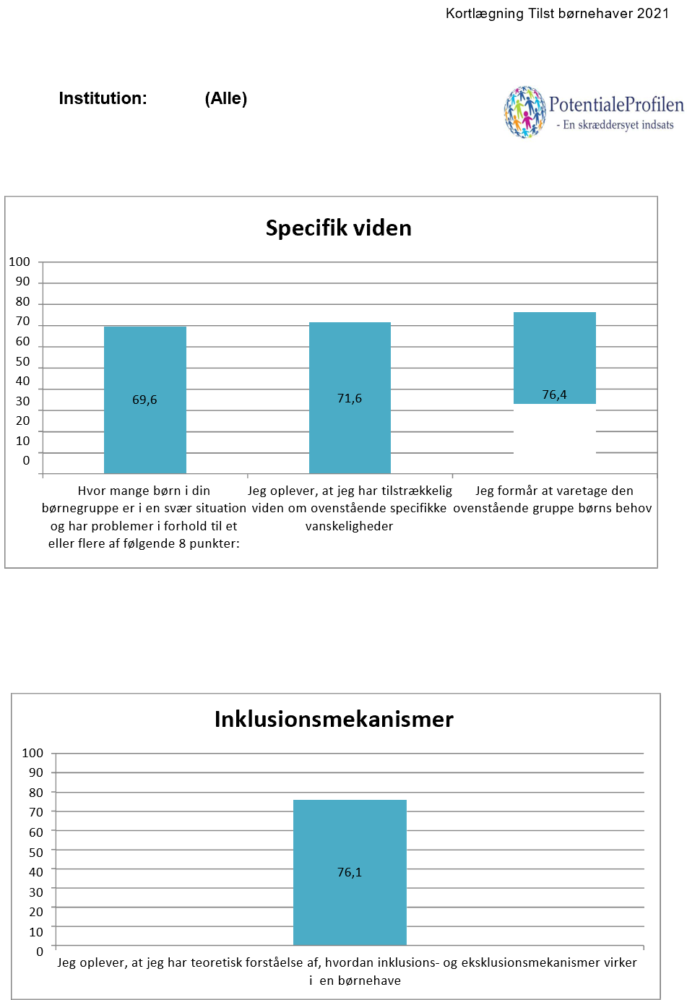 Kortlægning Tilst børnehaver 2021
Institution: (Alle)
PotentialeProfilen
- En skræddersyet indsats
Specifik viden
100
90
80
70
60
50
40
30
20
10
0
69,6
71,6
76,4
Hvor mange børn i din
børnegruppe er i en svær situation
og har problemer i forhold til et
eller flere af følgende 8 punkter:
Jeg oplever, at jeg har tilstrækkelig
viden om ovenstående specifikke
vanskeligheder
Jeg formår at varetage den
ovenstående gruppe børns behov
Inklusionsmekanismer
100
90
80
70
60
50
40
30
20
10
0
76,1
Jeg oplever, at jeg har teoretisk forståelse af, hvordan inklusions- og eksklusionsmekanismer virker
i en børnehave